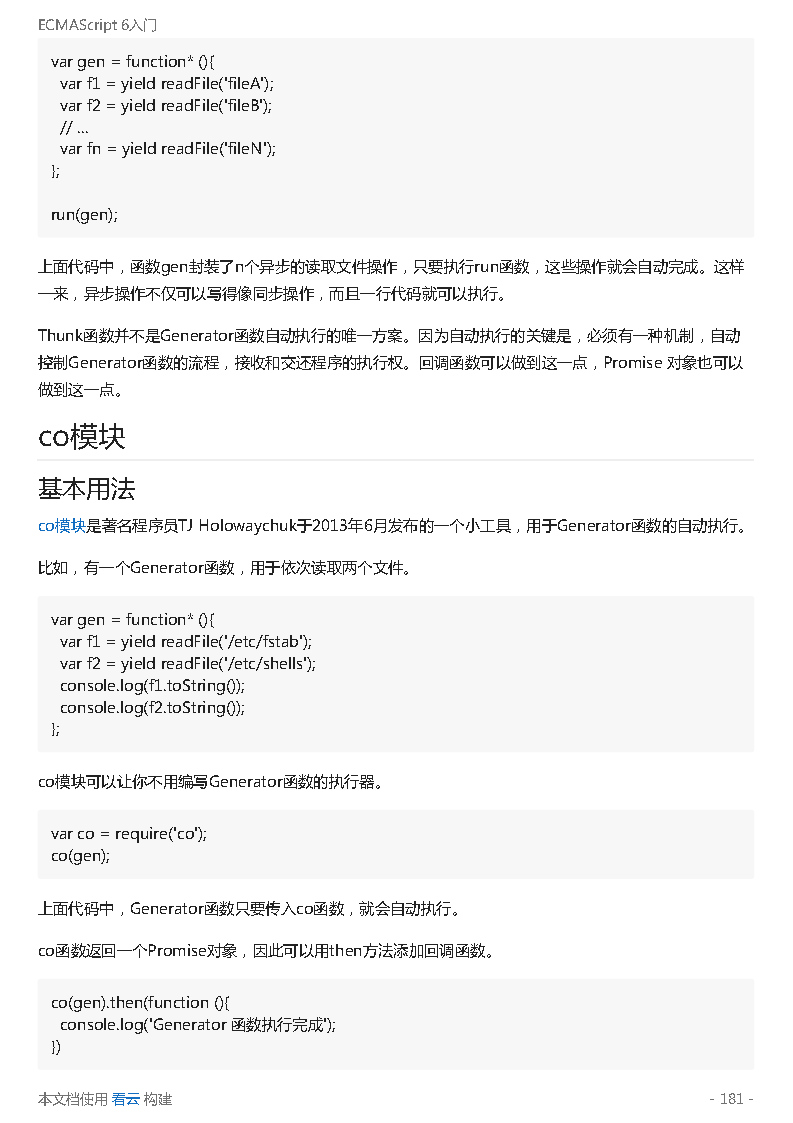 ECMAScript 6入门
var gen = function* (){
  var f1 = yield readFile('fileA');
  var f2 = yield readFile('fileB');
  // ...
  var fn = yield readFile('fileN');
};

run(gen);
上面代码中，函数gen封装了n个异步的读取文件操作，只要执行run函数，这些操作就会自动完成。这样
一来，异步操作不仅可以写得像同步操作，而且一行代码就可以执行。
Thunk函数并不是Generator函数自动执行的唯一方案。因为自动执行的关键是，必须有一种机制，自动
控制Generator函数的流程，接收和交还程序的执行权。回调函数可以做到这一点，Promise 对象也可以
做到这一点。
co模块
基本用法
co模块是著名程序员TJ Holowaychuk于2013年6月发布的一个小工具，用于Generator函数的自动执行。
比如，有一个Generator函数，用于依次读取两个文件。
var gen = function* (){
  var f1 = yield readFile('/etc/fstab');
  var f2 = yield readFile('/etc/shells');
  console.log(f1.toString());
  console.log(f2.toString());
};
co模块可以让你不用编写Generator函数的执行器。
var co = require('co');
co(gen);
上面代码中，Generator函数只要传入co函数，就会自动执行。
co函数返回一个Promise对象，因此可以用then方法添加回调函数。
co(gen).then(function (){
  console.log('Generator 函数执行完成');
})
本文档使用 看云 构建
- 181 -